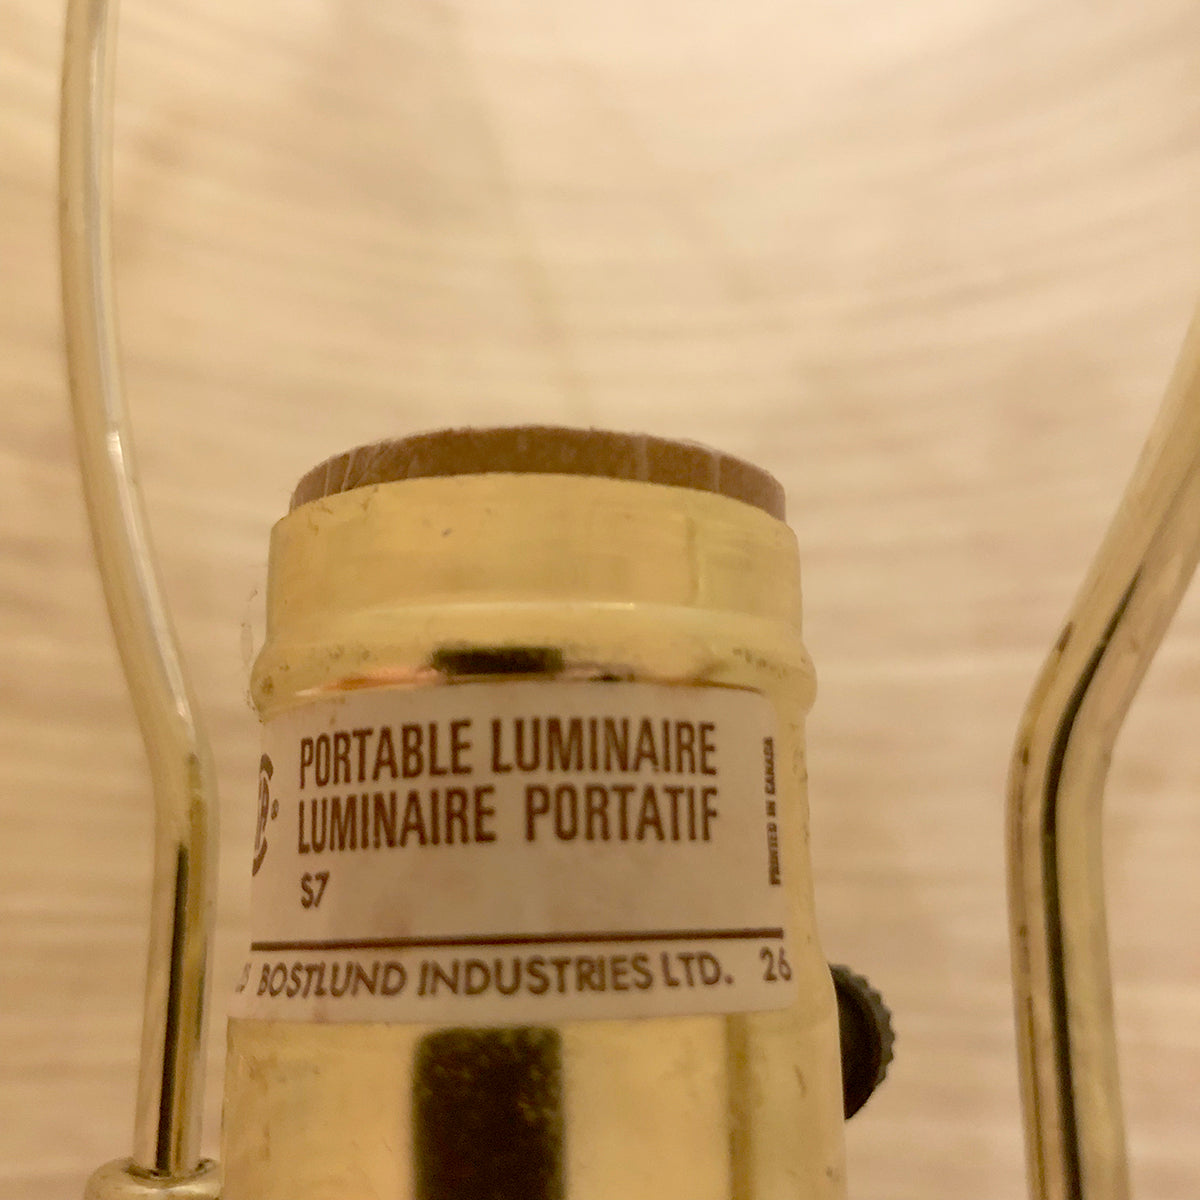 PORTABLE LUMINAIRE
LUMINAIRE PORTATIF
S7
PRINTED IN CANADA
BOSTLUND INDUSTRIES LTD. 26